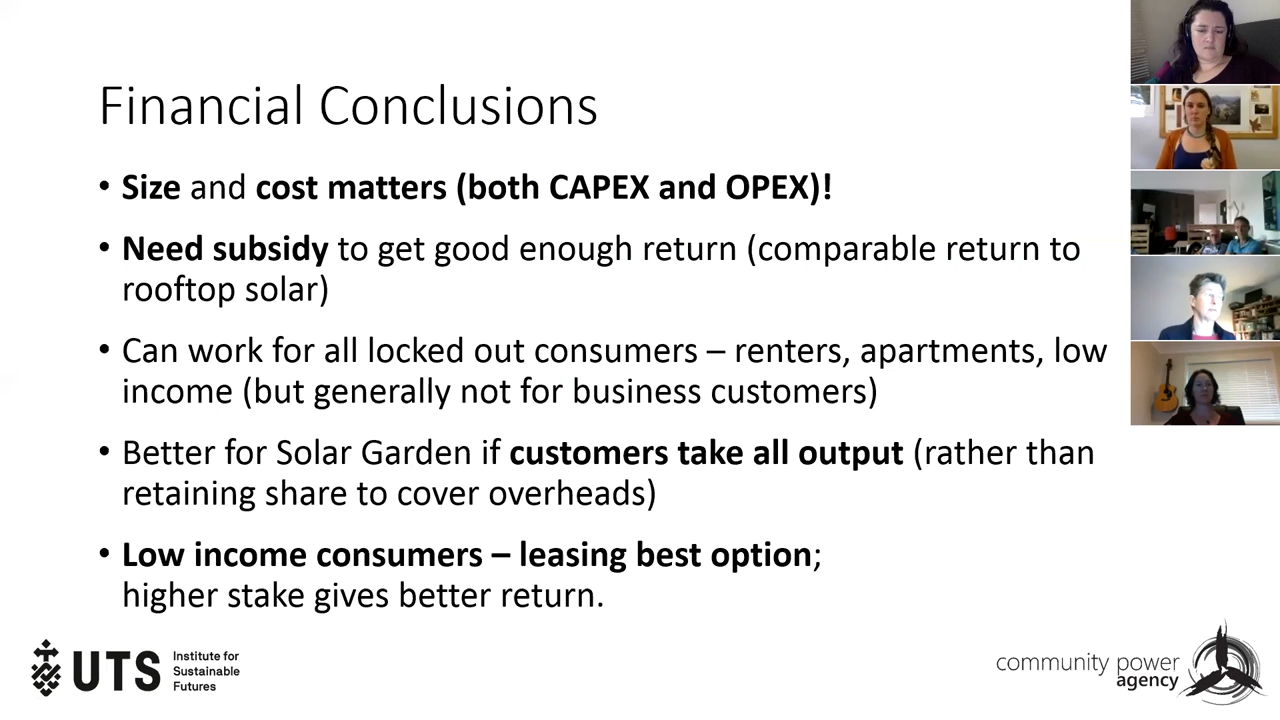 Financial Conclusions
• Size and cost matters (both CAPEX and OPEX)!
• Need subsidy to get good enough return (comparable return to
rooftop solar)
• Can work for all locked out consumers – renters, apartments, low
income (but generally not for business customers)
• Better for Solar Garden if customers take all output (rather than
retaining share to cover overheads)
• Low income consumers – leasing best option;
higher stake gives better return.
UTS
Institute for
Sustainable
Futures
community power
agency